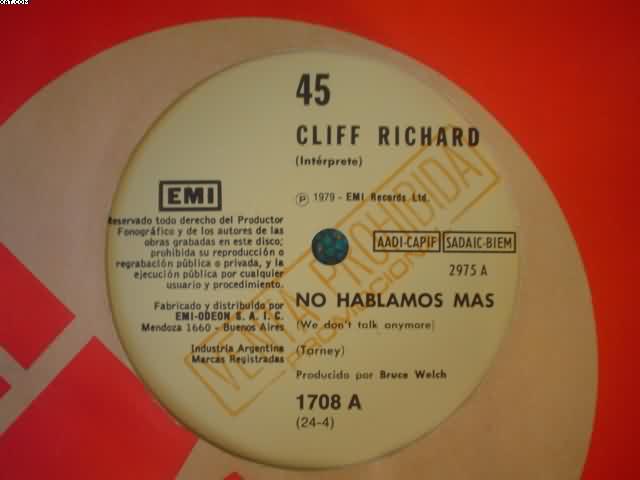 XAT.COM
45
CLIFF RICHARD
(Intérprete)
EMI
℗ 1979 - EMI Records Ltd.
Reservado todo derecho del Productor
Fonográfico y de los autores de las
obras grabadas en este disco;
prohibida su reproducción o
regrabación pública o privada, y la
ejecución pública por cualquier
usuario y procedimiento.
AADI-CAPIF SADAIC-BIEM
2975 A
VENTA PROHIBIDA
PROMOCION
Fabricado y distribuido por
EMI-ODEON S. A. I. C.
Mendoza 1660 - Buenos Aires
Industria Argentina
Marcas Registradas
NO HABLAMOS MAS
(We don't talk anymore)
(Tarney)
Producido por Bruce Welch
1708 A
(24-4)